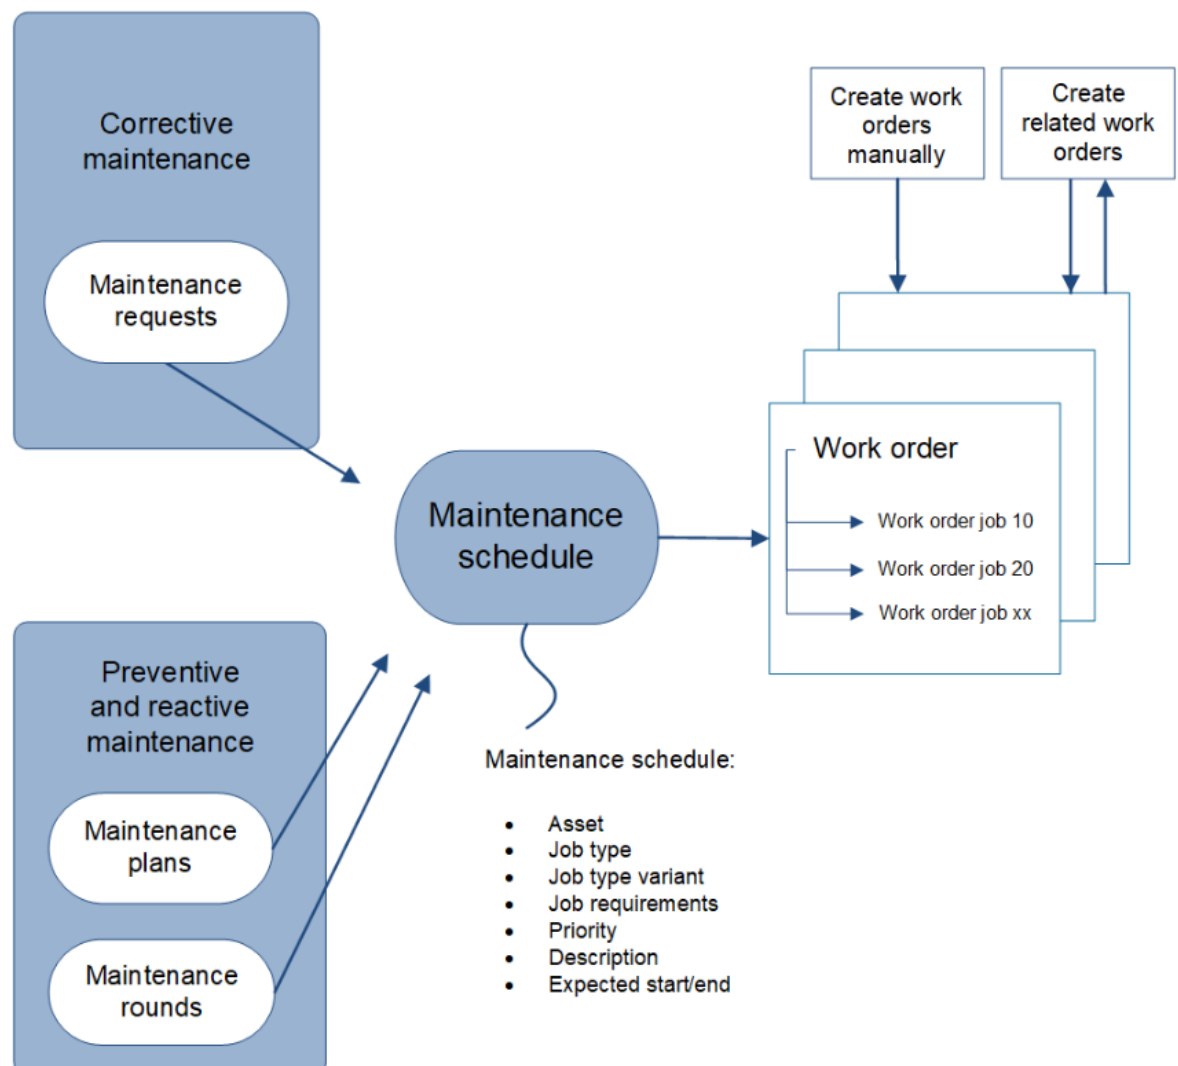 Corrective
maintenance
Maintenance
requests
Create work
orders
manually
Create
related work
orders
Maintenance
schedule
Work order
Work order job 10
Work order job 20
Work order job xx
Preventive
and reactive
maintenance
Maintenance
plans
Maintenance
rounds
Maintenance schedule:
• Asset
• Job type
• Job type variant
• Job requirements
• Priority
• Description
• Expected start/end